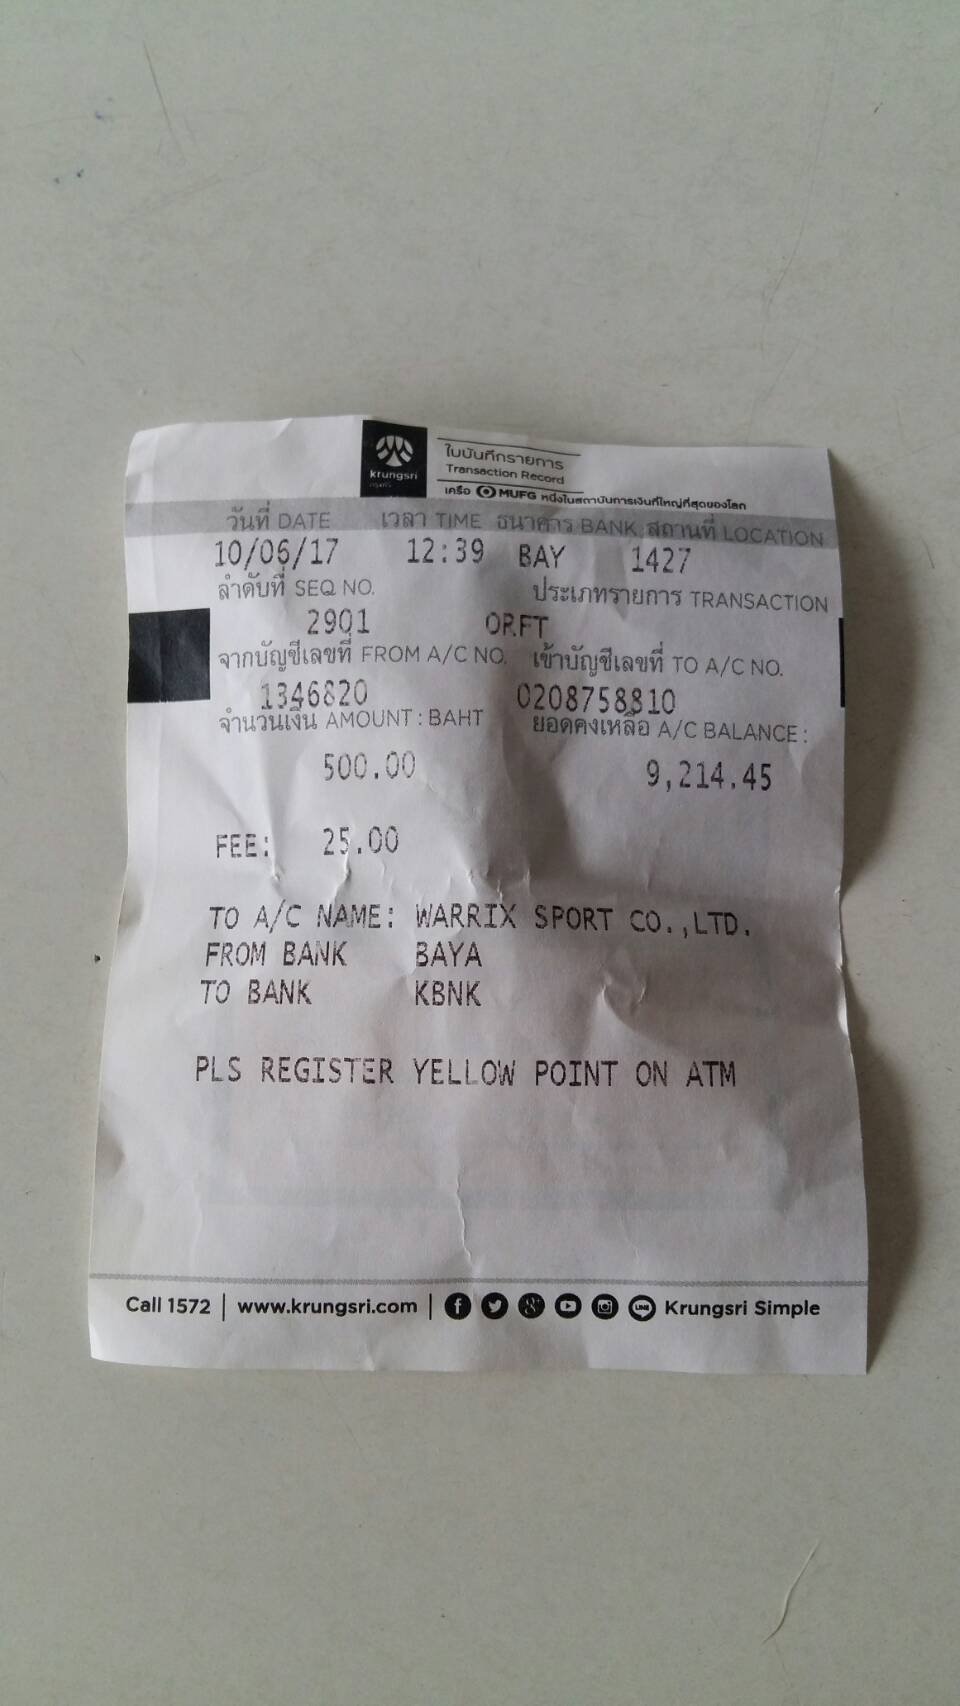 krungsri
กรุงศรี
ใบบันทึกรายการ
Transaction Record
เครือ MUFG หนึ่งในสถาบันการเงินที่ใหญ่ที่สุดของโลก
วันที่ DATE เวลา TIME ธนาคาร BANK สถานที่ LOCATION
10/06/17 12:39 BAY 1427
ลำดับที่ SEQ NO. ประเภทรายการ TRANSACTION
2901 ORFT
จากบัญชีเลขที่ FROM A/C NO. เข้าบัญชีเลขที่ TO A/C NO.
1346820 0208758810
จำนวนเงิน AMOUNT : BAHT ยอดคงเหลือ A/C BALANCE :
500.00 9,214.45
FEE: 25.00
TO A/C NAME: WARRIX SPORT CO.,LTD.
FROM BANK BAYA
TO BANK KBNK
PLS REGISTER YELLOW POINT ON ATM
Call 1572 | www.krungsri.com | LINE Krungsri Simple